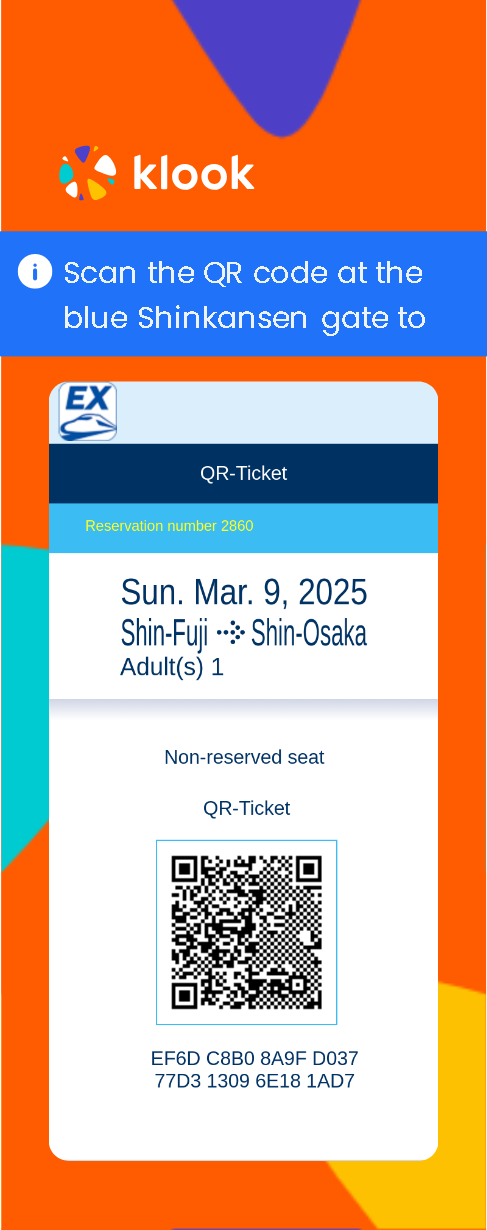 klook
Scan the QR code at the
blue Shinkansen gate to
EX
QR-Ticket
Reservation number 2860
Sun. Mar. 9, 2025
Shin-Fuji Shin-Osaka
Adult(s) 1
Non-reserved seat
QR-Ticket
EF6D C8B0 8A9F D037
77D3 1309 6E18 1AD7